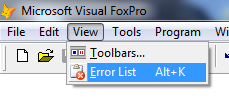 Microsoft Visual FoxPro
File Edit View Tools Program
Toolbars...
Error List Alt+K